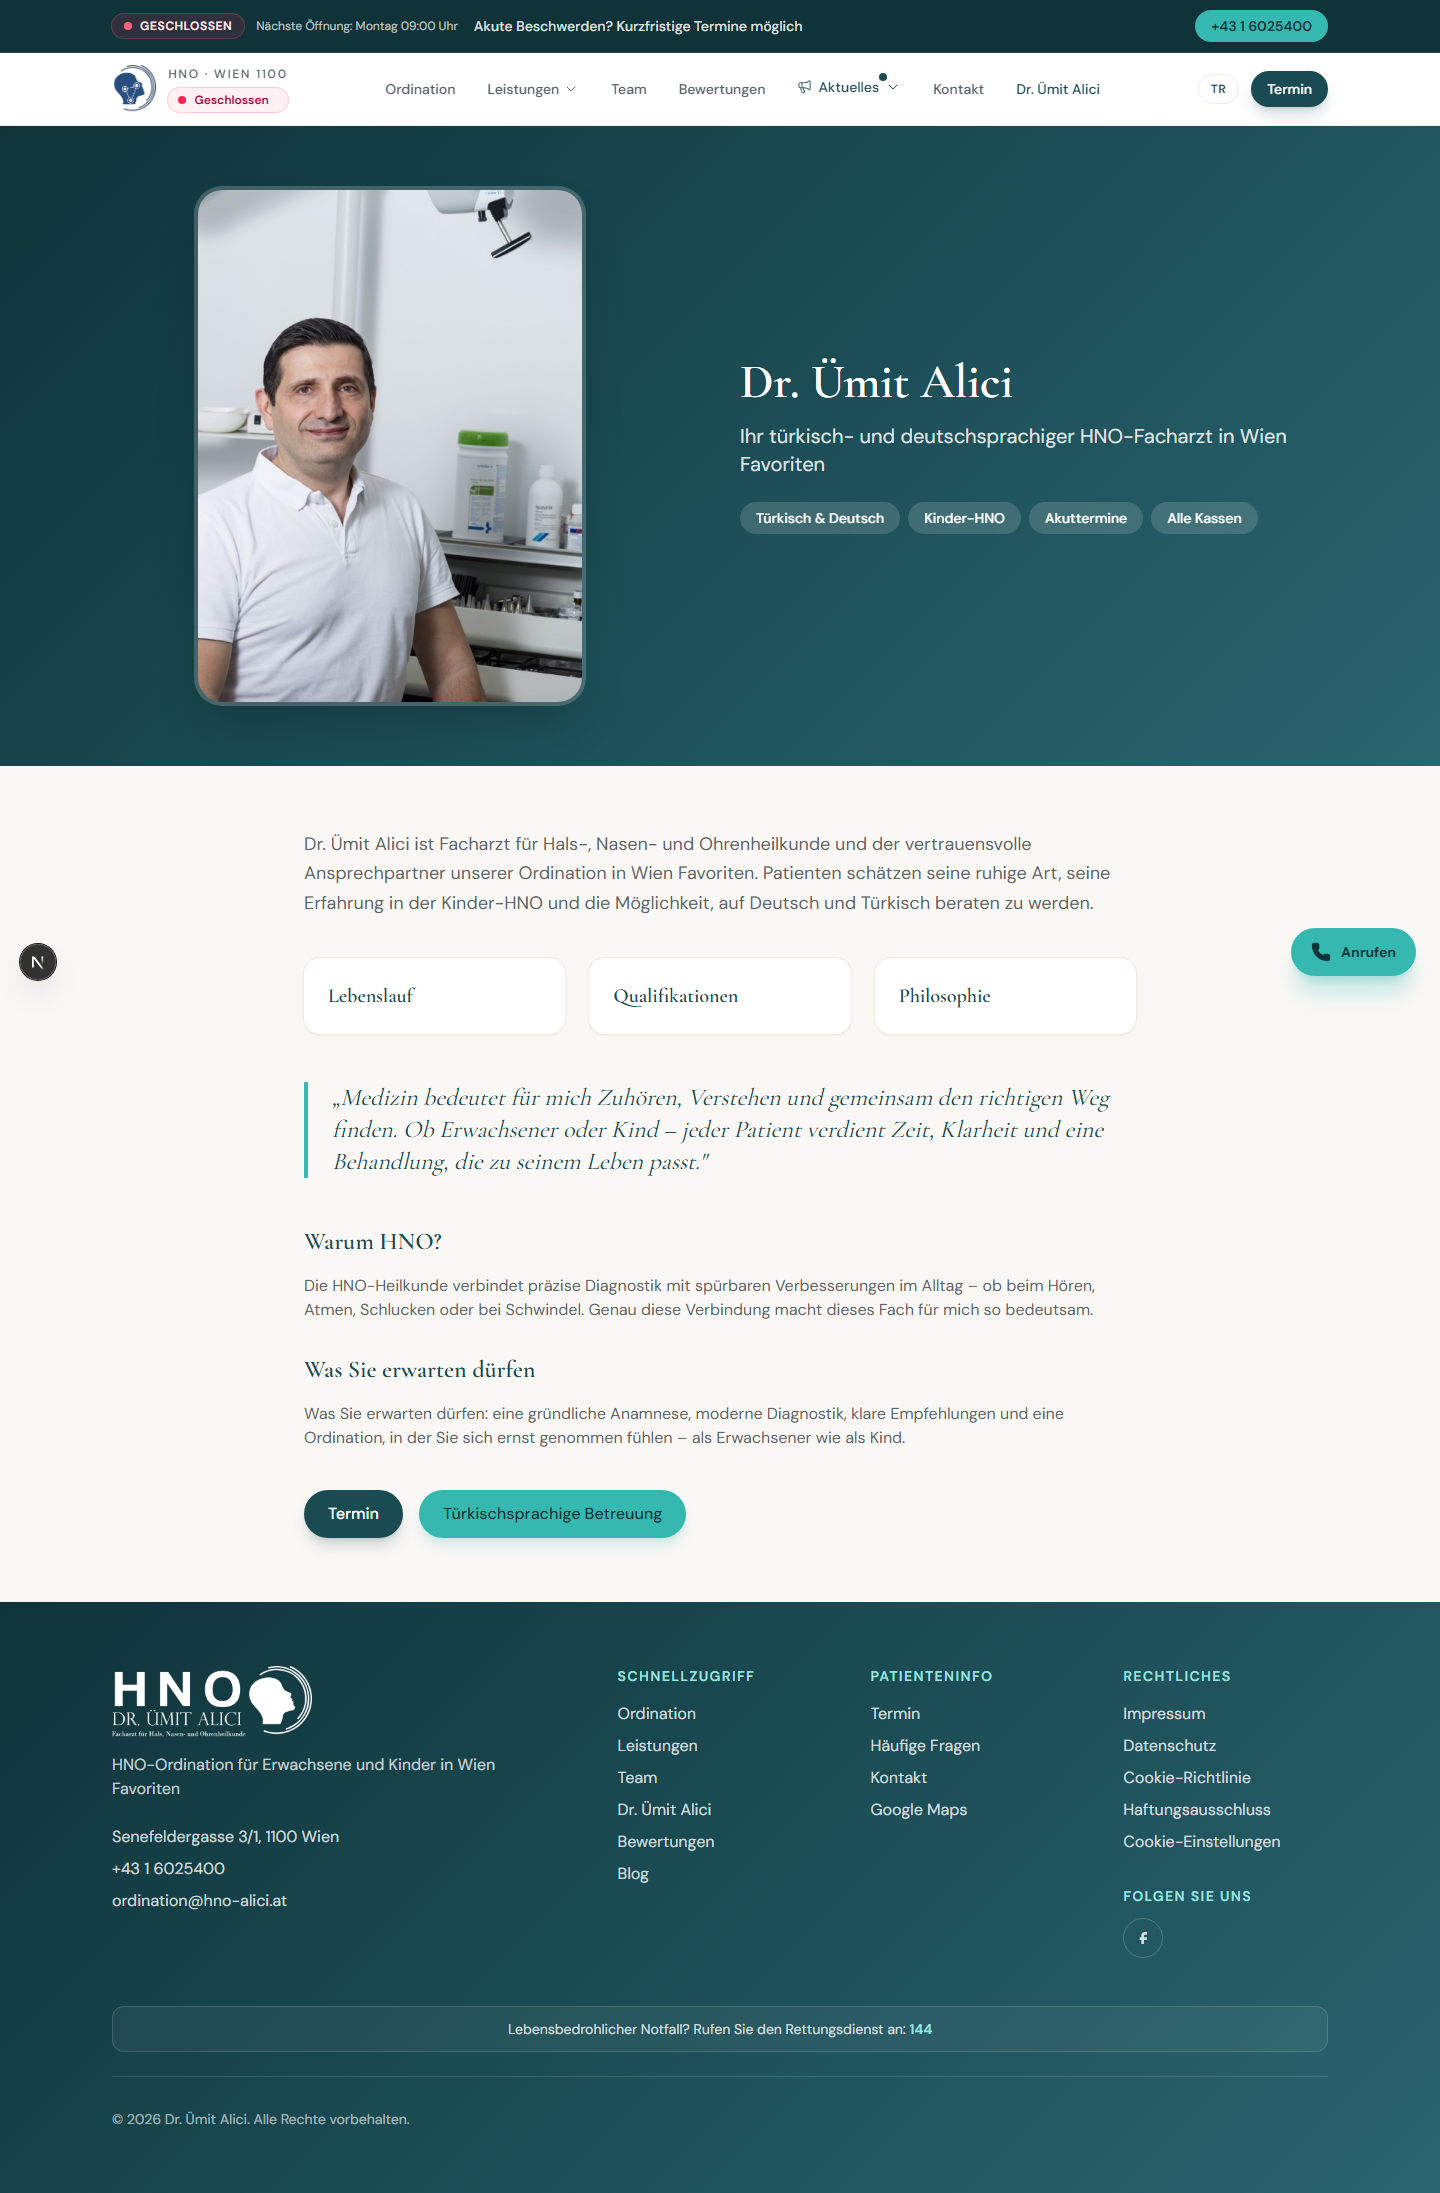 GESCHLOSSEN
Nächste Öffnung: Montag 09:00 Uhr
Akute Beschwerden? Kurzfristige Termine möglich
+43 1 6025400
HNO · WIEN 1100
Geschlossen
Ordination
Leistungen
Team
Bewertungen
Aktuelles
Kontakt
Dr. Ümit Alici
TR
Termin
Dr. Ümit Alici
Ihr türkisch- und deutschsprachiger HNO-Facharzt in Wien
Favoriten
Türkisch & Deutsch
Kinder-HNO
Akuttermine
Alle Kassen
Dr. Ümit Alici ist Facharzt für Hals-, Nasen- und Ohrenheilkunde und der vertrauensvolle
Ansprechpartner unserer Ordination in Wien Favoriten. Patienten schätzen seine ruhige Art, seine
Erfahrung in der Kinder-HNO und die Möglichkeit, auf Deutsch und Türkisch beraten zu werden.
N
Anrufen
Lebenslauf
Qualifikationen
Philosophie
„Medizin bedeutet für mich Zuhören, Verstehen und gemeinsam den richtigen Weg
finden. Ob Erwachsener oder Kind – jeder Patient verdient Zeit, Klarheit und eine
Behandlung, die zu seinem Leben passt."
Warum HNO?
Die HNO-Heilkunde verbindet präzise Diagnostik mit spürbaren Verbesserungen im Alltag – ob beim Hören,
Atmen, Schlucken oder bei Schwindel. Genau diese Verbindung macht dieses Fach für mich so bedeutsam.
Was Sie erwarten dürfen
Was Sie erwarten dürfen: eine gründliche Anamnese, moderne Diagnostik, klare Empfehlungen und eine
Ordination, in der Sie sich ernst genommen fühlen – als Erwachsener wie als Kind.
Termin
Türkischsprachige Betreuung
HNO
DR. ÜMIT ALICI
Facharzt für Hals, Nasen- und Ohrenheilkunde
HNO-Ordination für Erwachsene und Kinder in Wien
Favoriten
Senefeldergasse 3/1, 1100 Wien
+43 1 6025400
ordination@hno-alici.at
SCHNELLZUGRIFF
Ordination
Leistungen
Team
Dr. Ümit Alici
Bewertungen
Blog
PATIENTENINFO
Termin
Häufige Fragen
Kontakt
Google Maps
RECHTLICHES
Impressum
Datenschutz
Cookie-Richtlinie
Haftungsausschluss
Cookie-Einstellungen
FOLGEN SIE UNS
Lebensbedrohlicher Notfall? Rufen Sie den Rettungsdienst an: 144
© 2026 Dr. Ümit Alici. Alle Rechte vorbehalten.